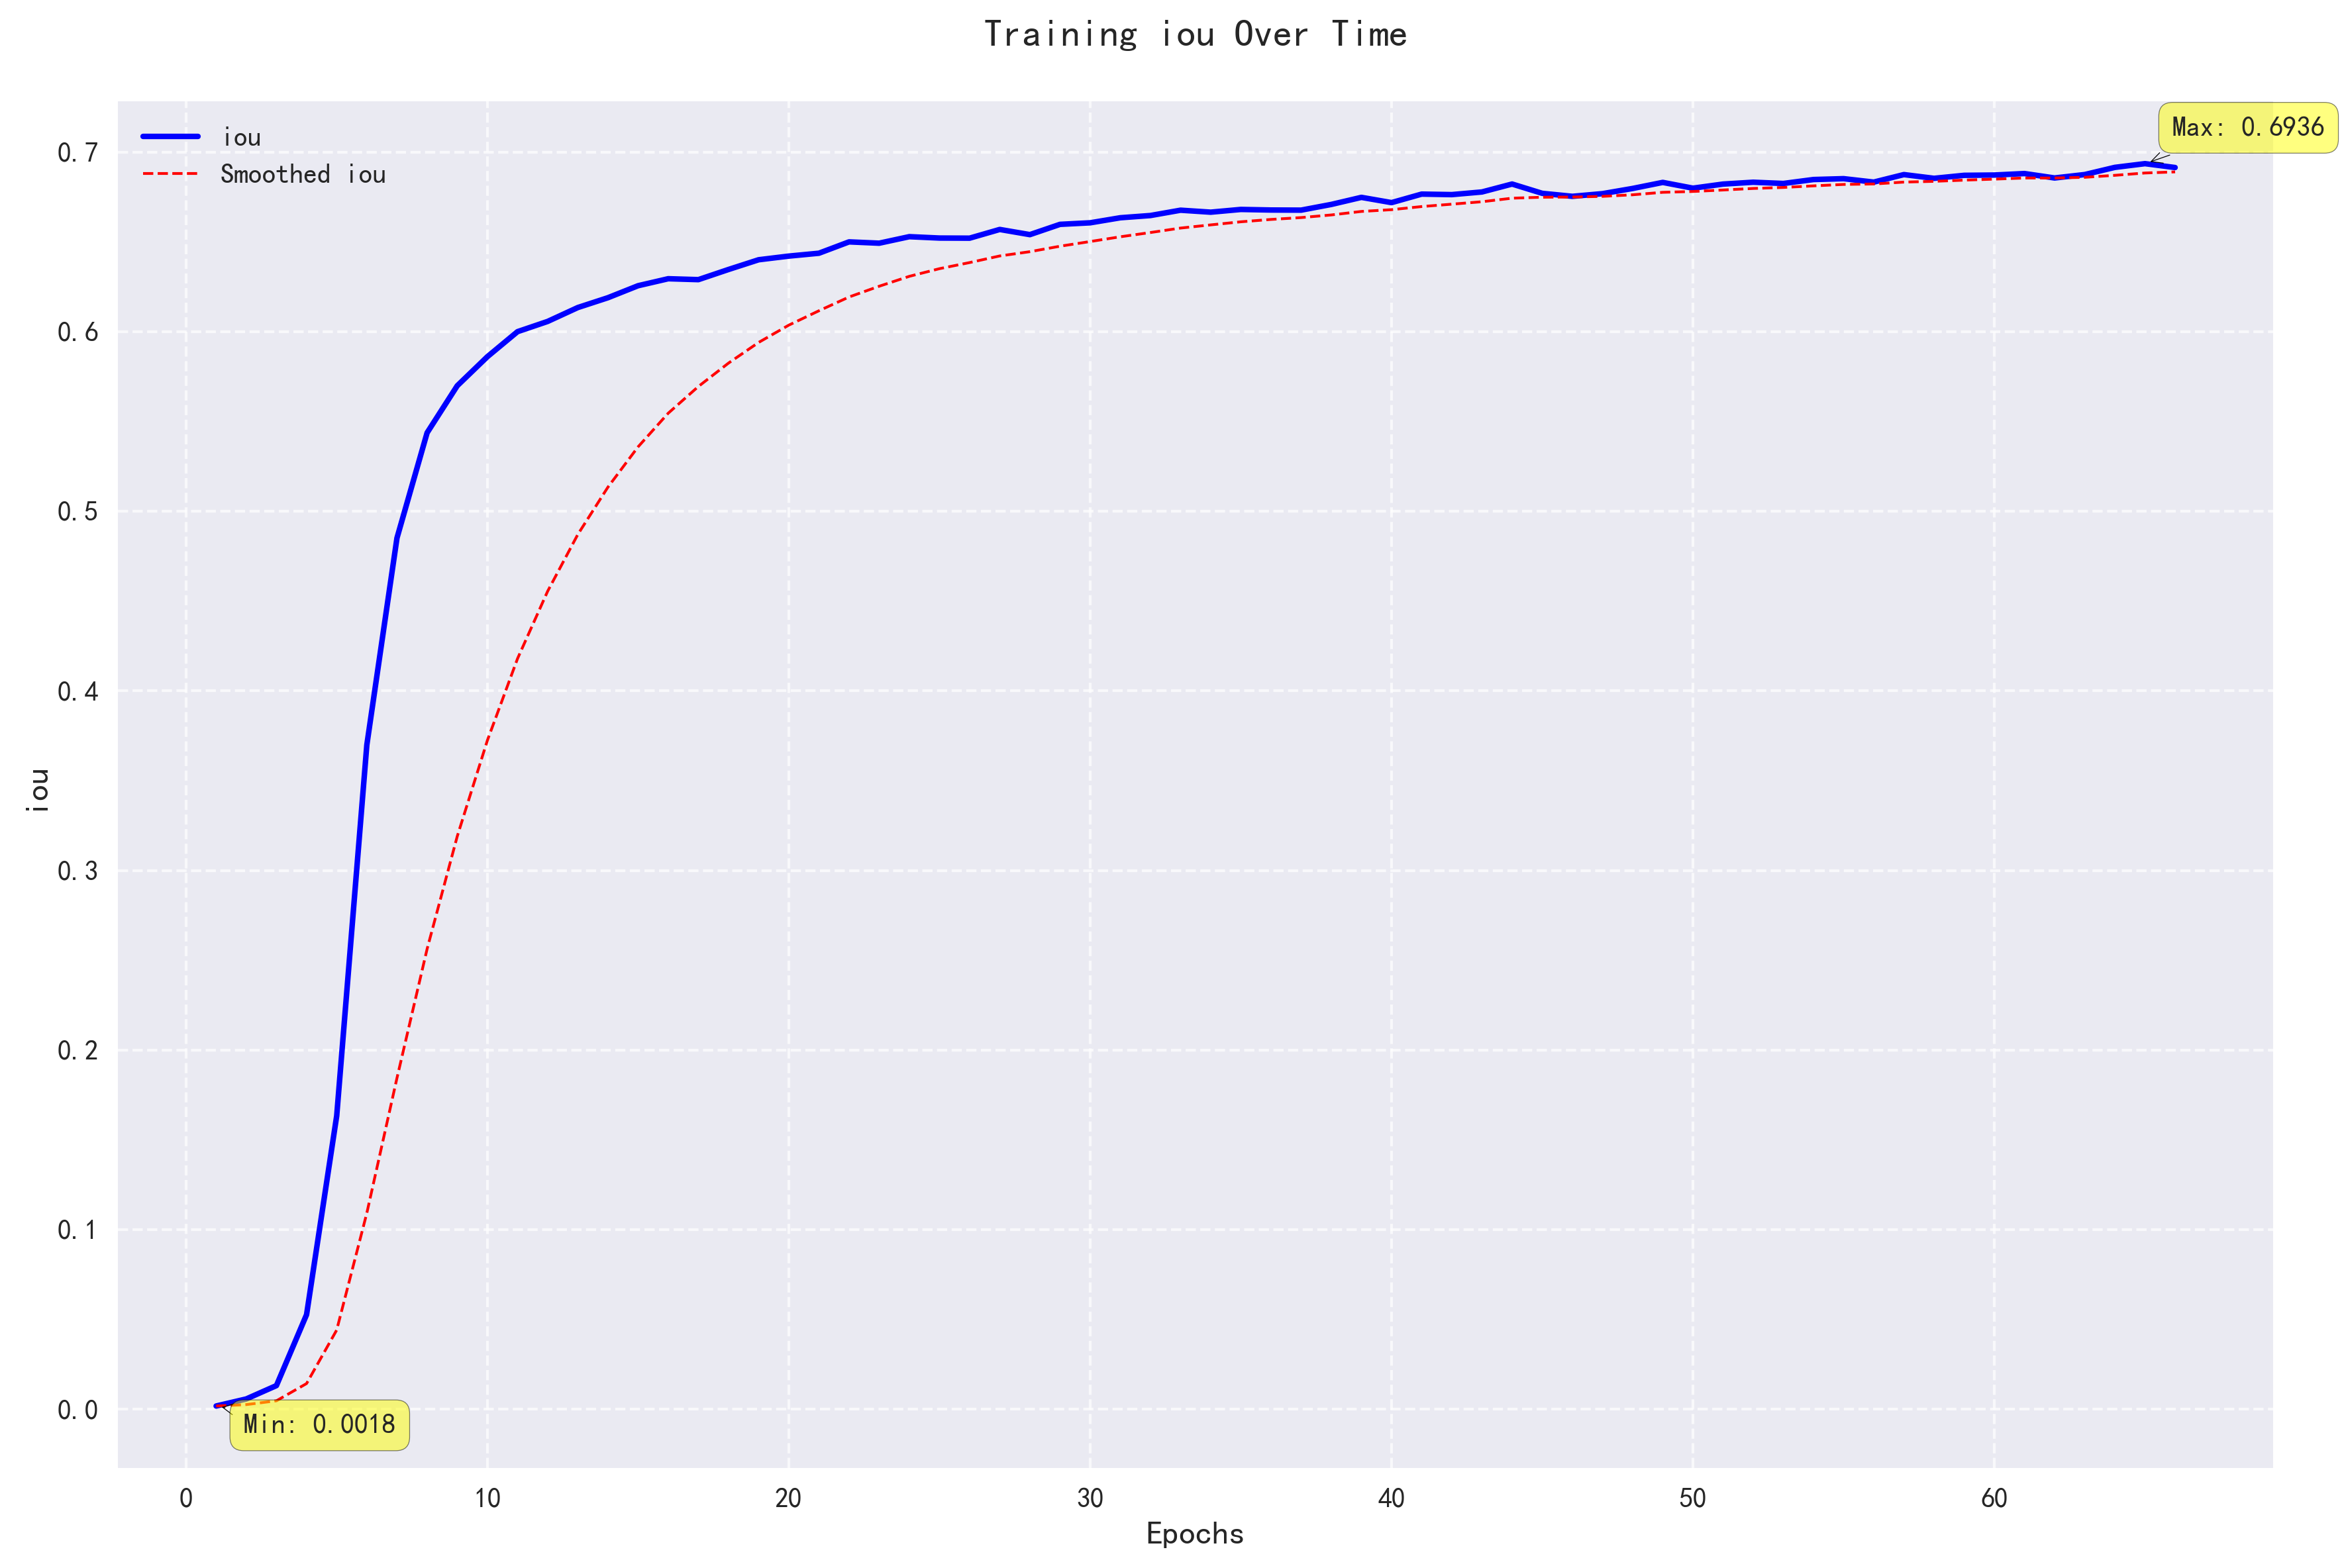 Training iou Over Time
iou
Smoothed iou
Max: 0.6936
0.7
0.6
0.5
0.4
0.3
0.2
0.1
0.0
iou
Min: 0.0018
0 10 20 30 40 50 60
Epochs